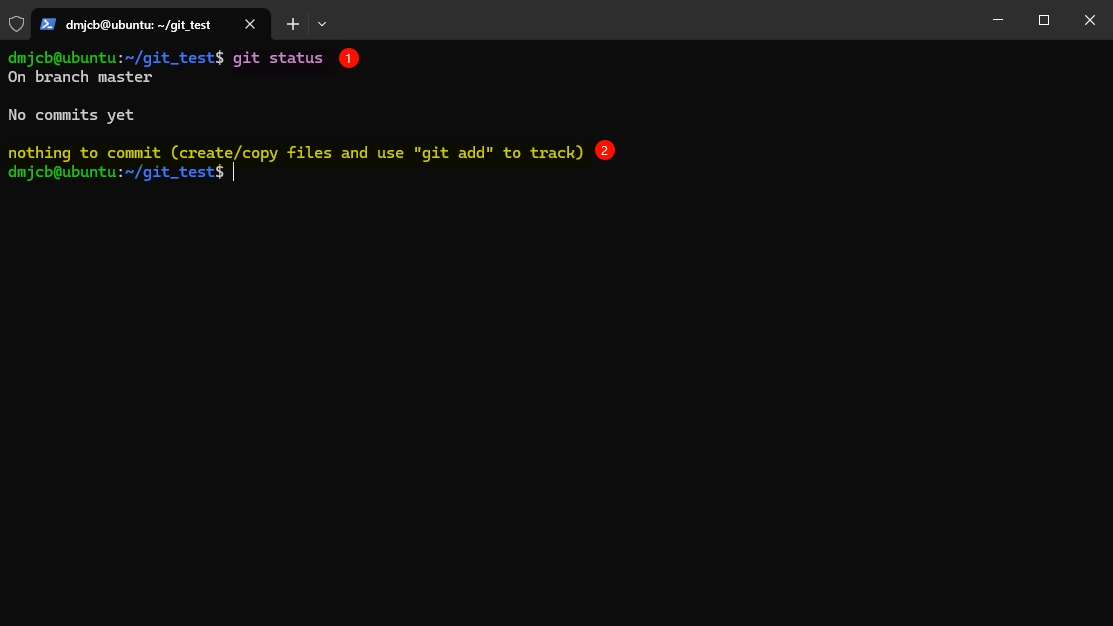 dmjcb@ubuntu: ~/git_test
dmjcb@ubuntu:~/git_test$ git status 1
On branch master
No commits yet
nothing to commit (create/copy files and use "git add" to track) 2
dmjcb@ubuntu:~/git_test$